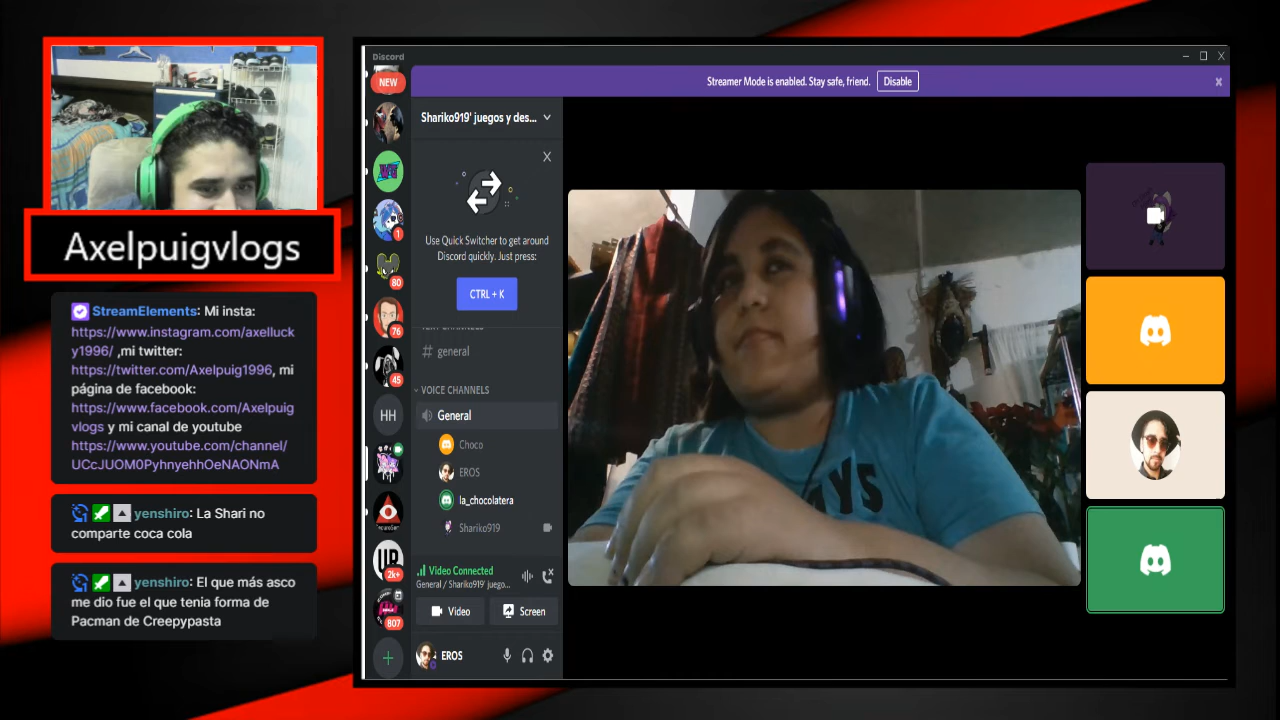 Axelpuigvlogs
StreamElements: Mi insta:
https://www.instagram.com/axelluck
y1996/ ,mi twitter:
https://twitter.com/Axelpuig1996, mi
página de facebook:
https://www.facebook.com/Axelpuig
vlogs y mi canal de youtube
https://www.youtube.com/channel/
UCcJUOM0PyhnyehhOeNAONmA
yenshiro: La Shari no
comparte coca cola
yenshiro: El que más asco
me dio fue el que tenia forma de
Pacman de Creepypasta
Discord
NEW
1
80
76
45
HH
UR
2k+
807
Streamer Mode is enabled. Stay safe, friend.
Disable
Shariko919' juegos y des...
Use Quick Switcher to get around
Discord quickly. Just press:
CTRL + K
TEXT CHANNELS
# general
VOICE CHANNELS
General
Choco
EROS
la_chocolatera
Shariko919
Video Connected
General / Shariko919' juego...
Video
Screen
EROS